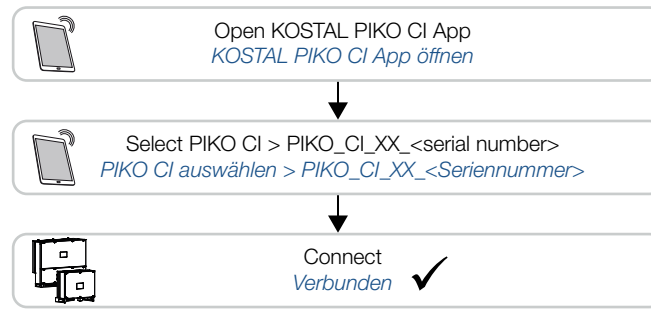 Open KOSTAL PIKO CI App
KOSTAL PIKO CI App öffnen
Select PIKO CI > PIKO_CI_XX_<serial number>
PIKO CI auswählen > PIKO_CI_XX_<Seriennummer>
Connect
Verbunden